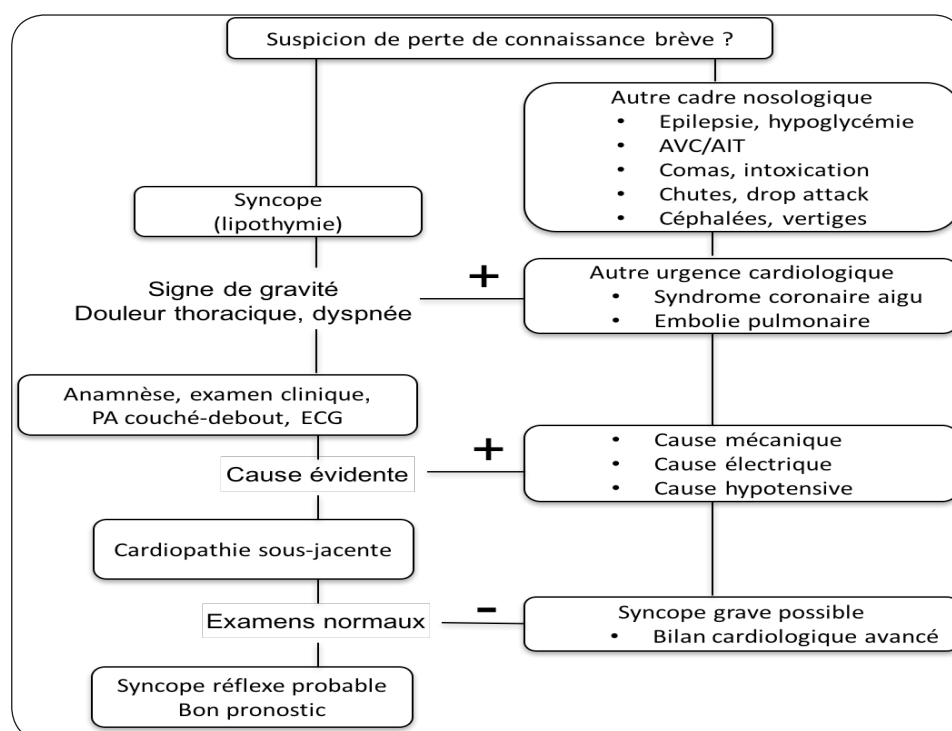 Suspicion de perte de connaissance brève ?
Autre cadre nosologique
• Epilepsie, hypoglycémie
• AVC/AIT
• Comas, intoxication
• Chutes, drop attack
• Céphalées, vertiges
Syncope
(lipothymie)
Signe de gravité
Douleur thoracique, dyspnée
+
Autre urgence cardiologique
• Syndrome coronaire aigu
• Embolie pulmonaire
Anamnèse, examen clinique,
PA couché-debout, ECG
Cause évidente
+
• Cause mécanique
• Cause électrique
• Cause hypotensive
Cardiopathie sous-jacente
Examens normaux
-
Syncope grave possible
• Bilan cardiologique avancé
Syncope réflexe probable
Bon pronostic